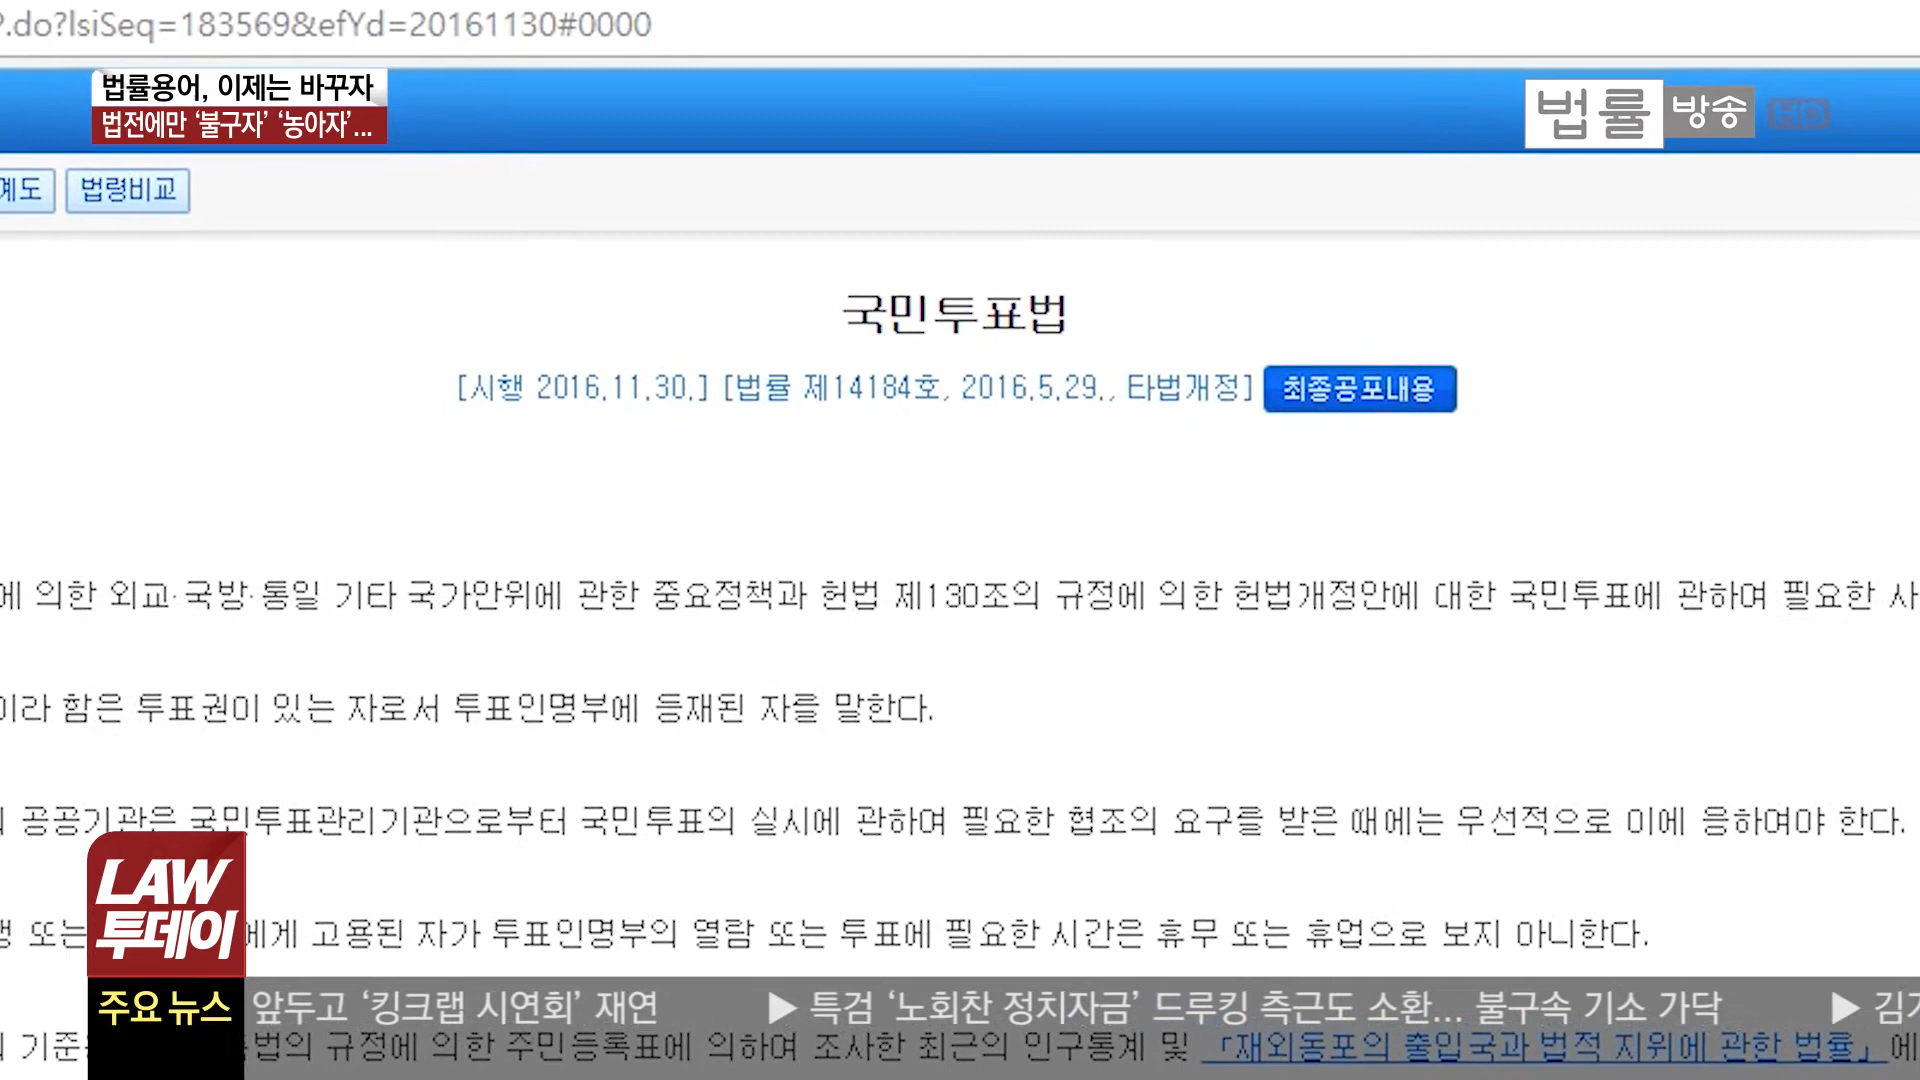 ?.do?lsiSeq=183569&efYd=20161130#0000
법률용어, 이제는 바꾸자
법전에만 ‘불구자’ ‘농아자’...
법률방송 HD
계도 법령비교
국민투표법
[시행 2016.11.30.] [법률 제14184호, 2016.5.29., 타법개정] 최종공포내용
에 의한 외교·국방·통일 기타 국가안위에 관한 중요정책과 헌법 제130조의 규정에 의한 헌법개정안에 대한 국민투표에 관하여 필요한 사
이라 함은 투표권이 있는 자로서 투표인명부에 등재된 자를 말한다.
공공기관은 국민투표관리기관으로부터 국민투표의 실시에 관하여 필요한 협조의 요구를 받은 때에는 우선적으로 이에 응하여야 한다.
또는 에게 고용된 자가 투표인명부의 열람 또는 투표에 필요한 시간은 휴무 또는 휴업으로 보지 아니한다.
LAW
투데이
주요 뉴스 앞두고 ‘킹크랩 시연회’ 재연 ▶ 특검 ‘노회찬 정치자금’ 드루킹 측근도 소환... 불구속 기소 가닥 ▶
기준 법의 규정에 의한 주민등록표에 의하여 조사한 최근의 인구통계 및 「재외동포의 출입국과 법적 지위에 관한 법률」에